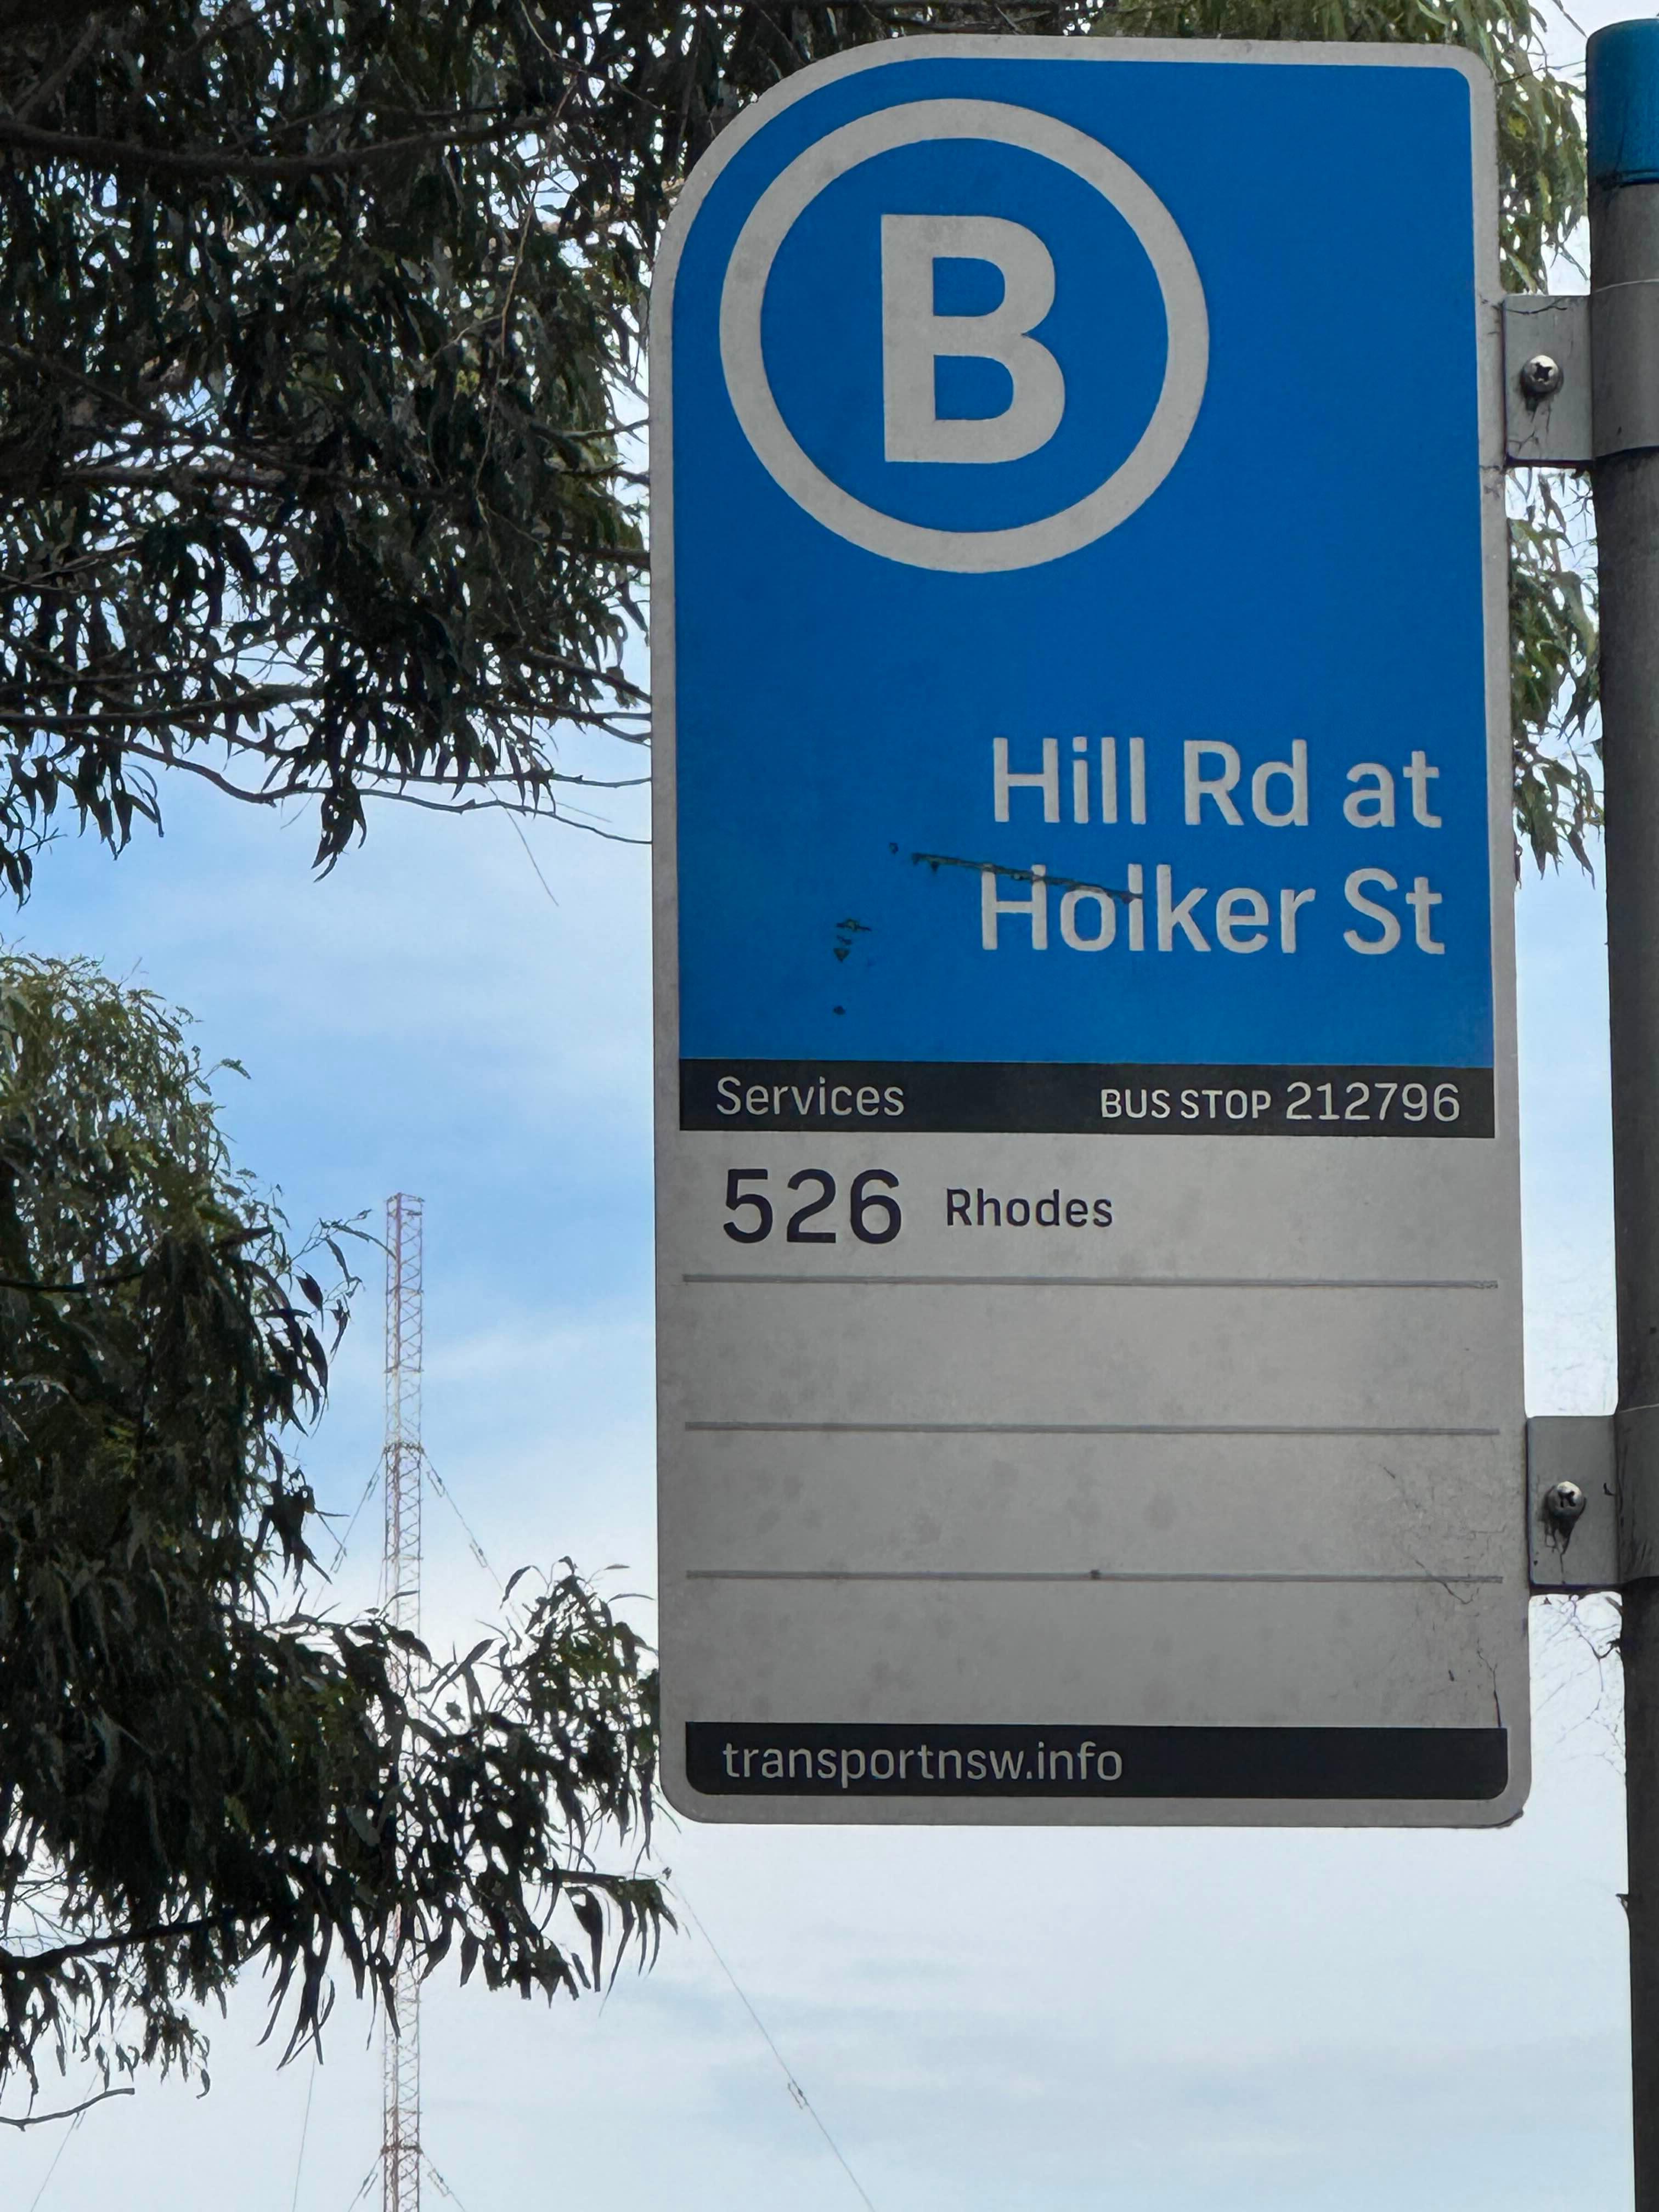 B
Hill Rd at
Holker St
Services BUS STOP 212796
526 Rhodes
transportnsw.info